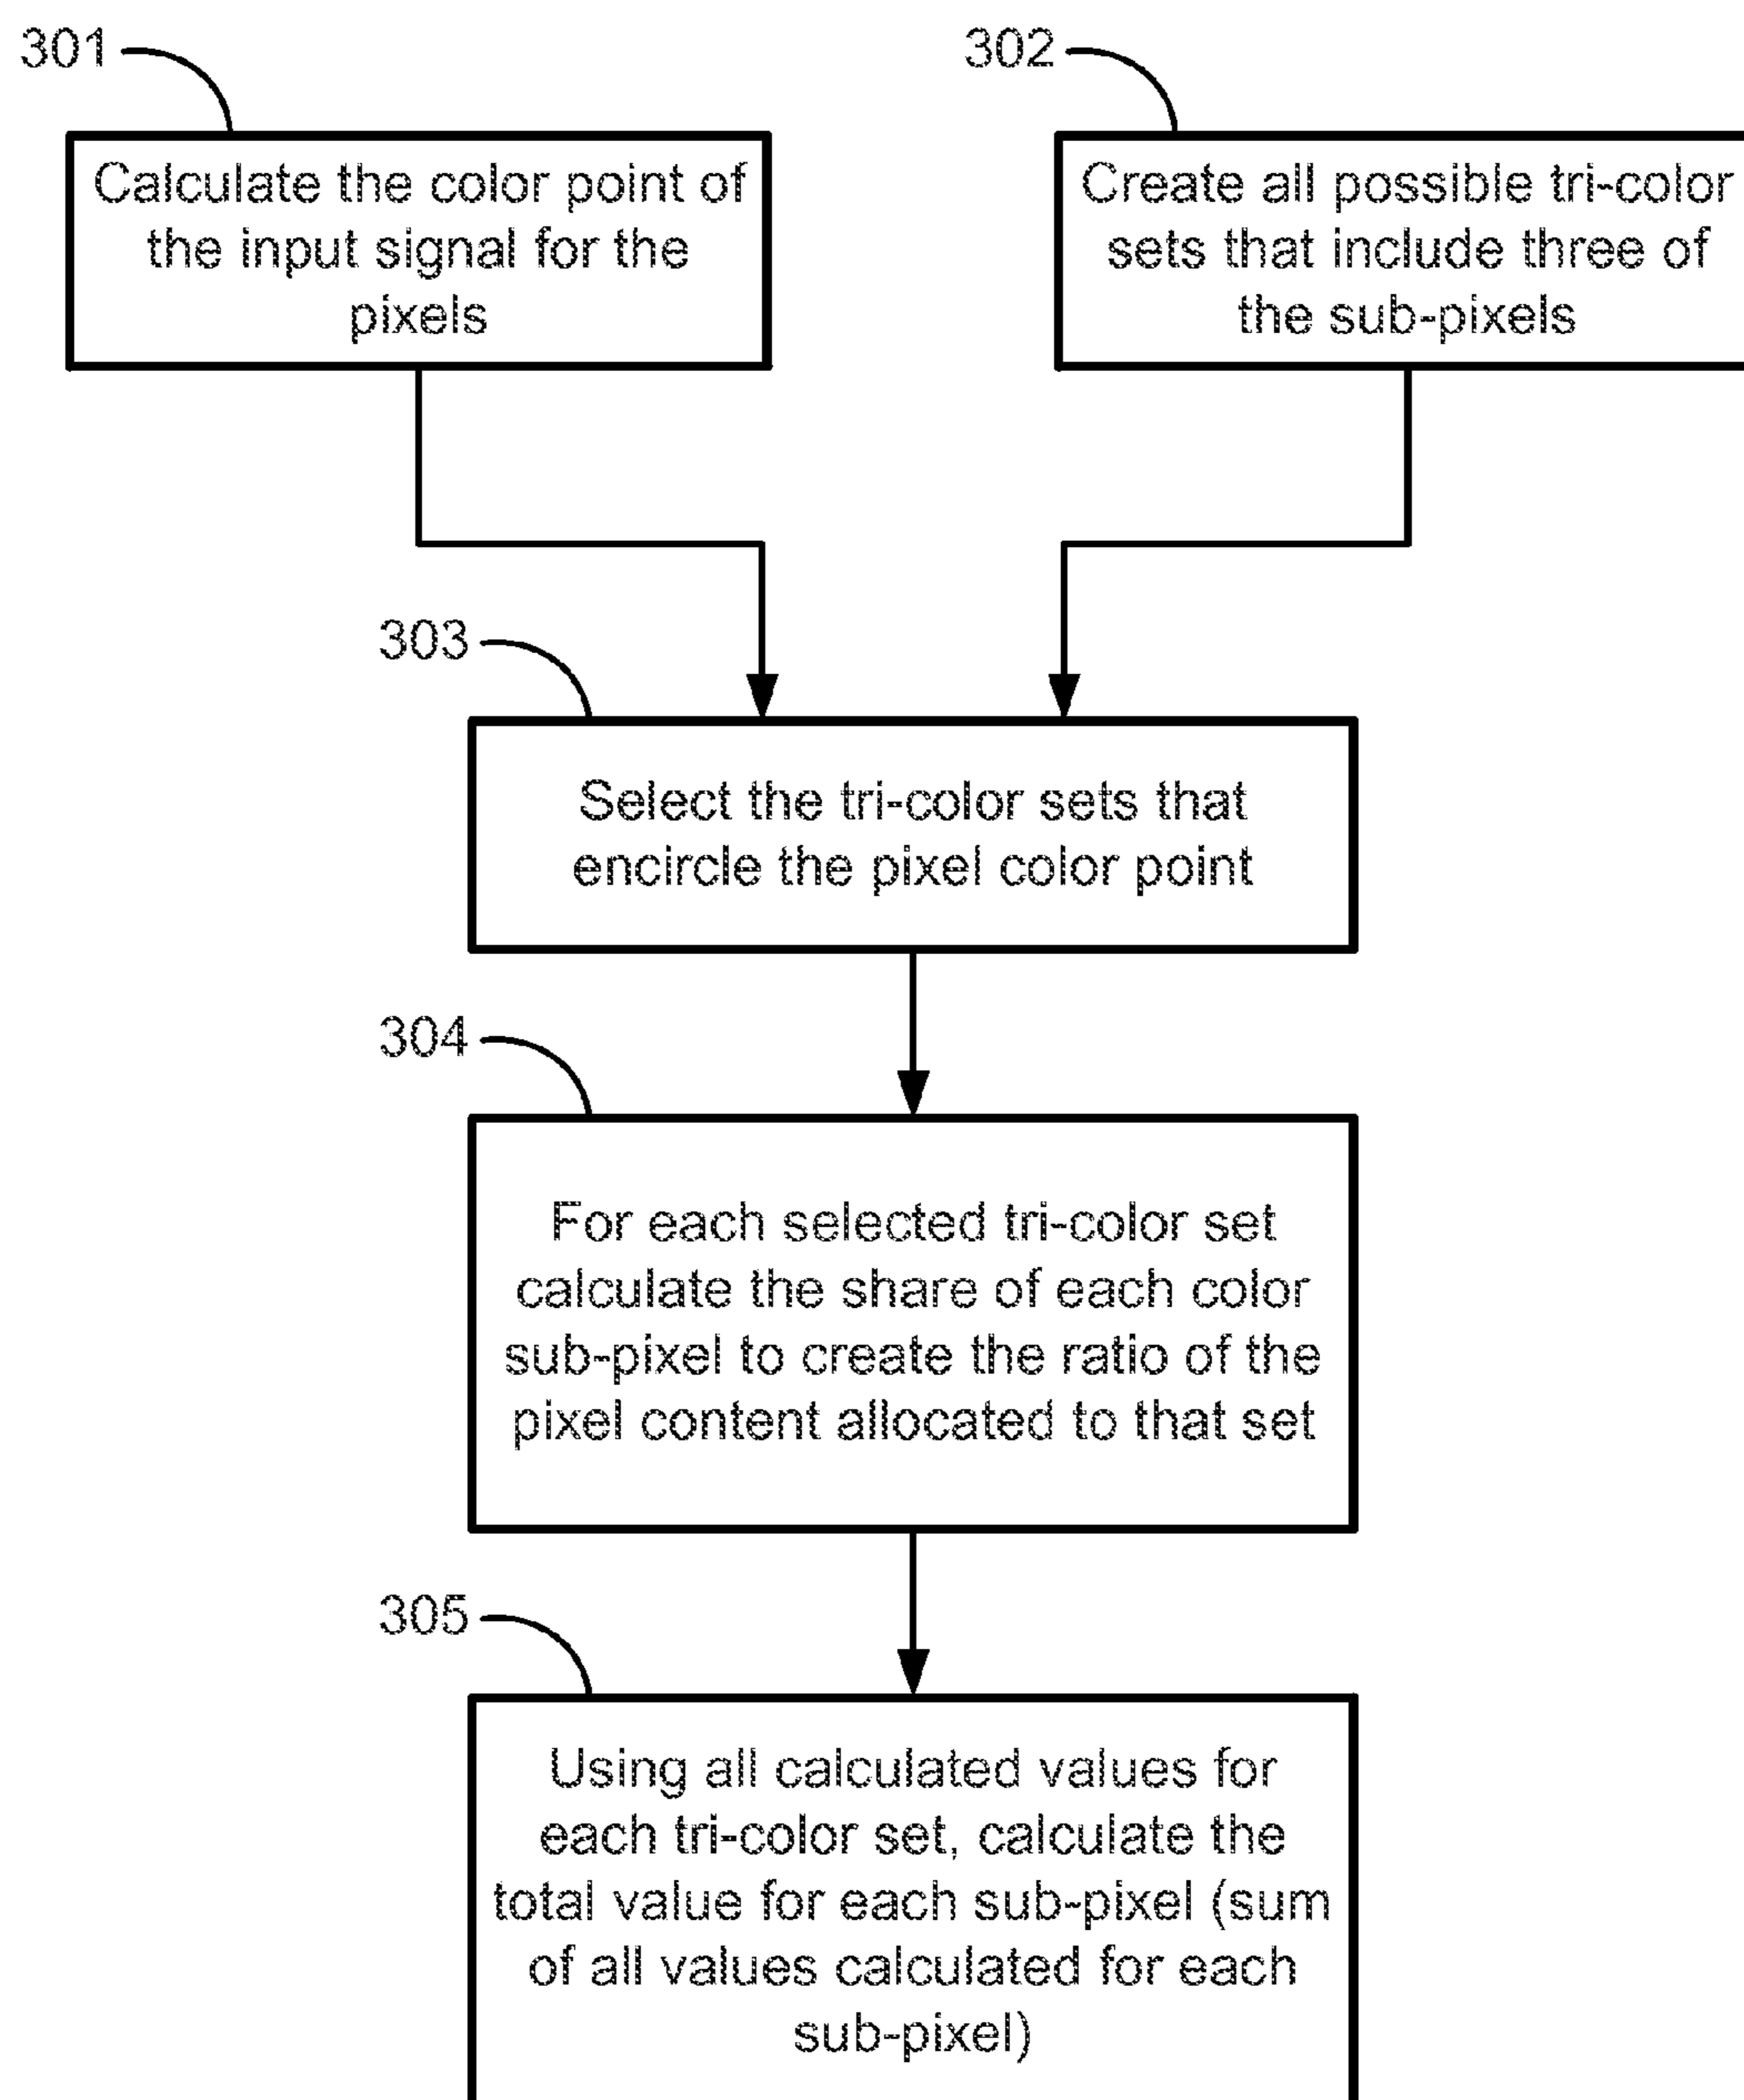 301
302
Calculate the color point of
the input signal for the
pixels
Create all possible tri-color
sets that include three of
the sub-pixels
303
Select the tri-color sets that
encircle the pixel color point
304
For each selected tri-color set
calculate the share of each color
sub-pixel to create the ratio of the
pixel content allocated to that set
305
Using all calculated values for
each tri-color set, calculate the
total value for each sub-pixel (sum
of all values calculated for each
sub-pixel)